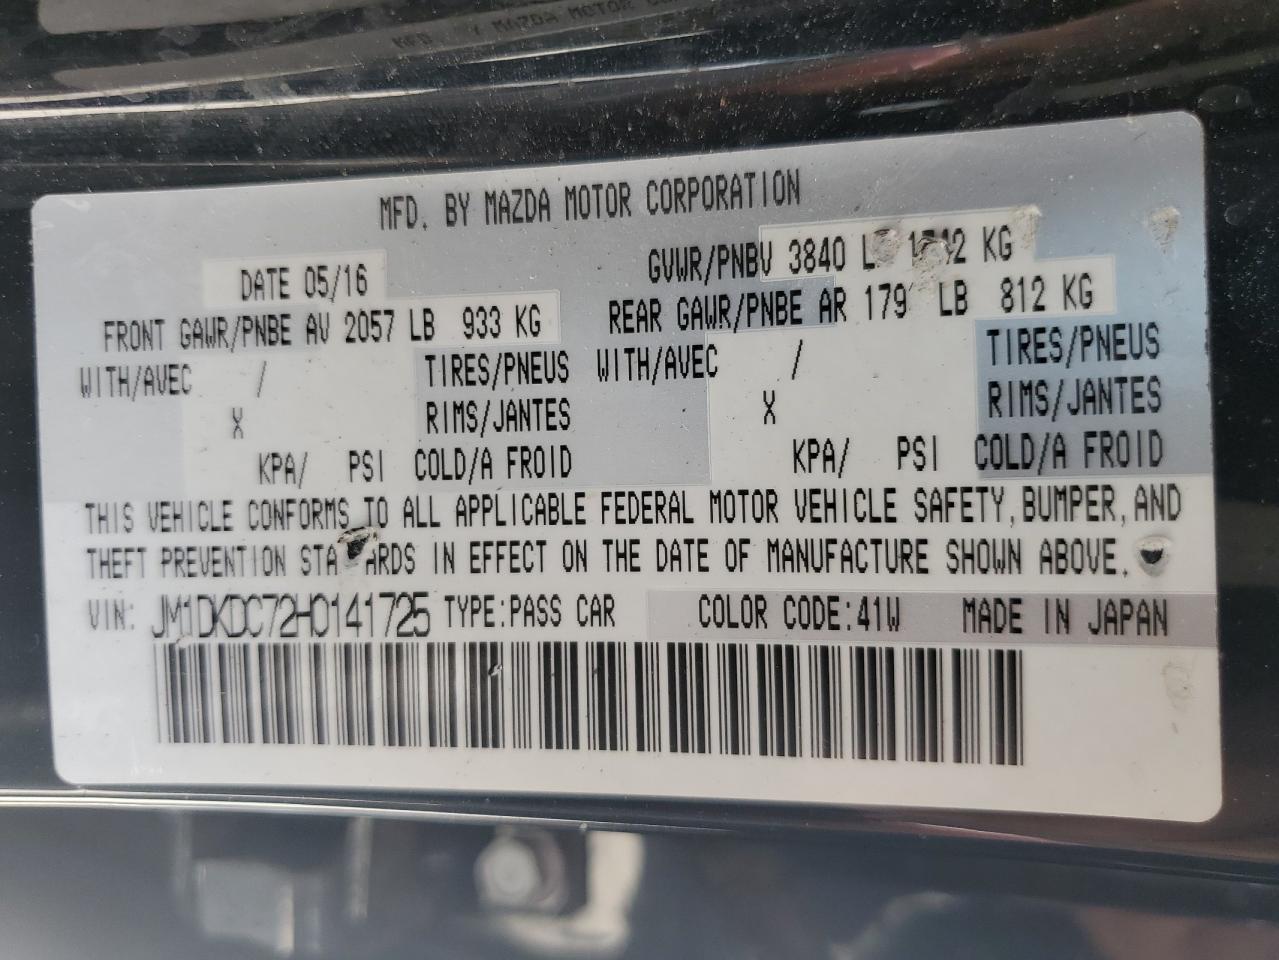 MFD. BY MAZDA MOTOR CORPORATION
DATE 05/16
GVWR/PNBV 3840 KG
FRONT GAWR/PNBE AV 2057 LB 933 KG
REAR GAWR/PNBE AR LB 812 KG
WITH/AVEC / TIRES/PNEUS WITH/AVEC / TIRES/PNEUS
X RIMS/JANTES X RIMS/JANTES
KPA/ PSI COLD/A FROID KPA/ PSI COLD/A FROID
THIS VEHICLE CONFORMS TO ALL APPLICABLE FEDERAL MOTOR VEHICLE SAFETY, BUMPER, AND
THEFT PREVENTION IN EFFECT ON THE DATE OF MANUFACTURE SHOWN ABOVE.
VIN: JM1DKDC72H0141725 TYPE:PASS CAR COLOR CODE:41W MADE IN JAPAN